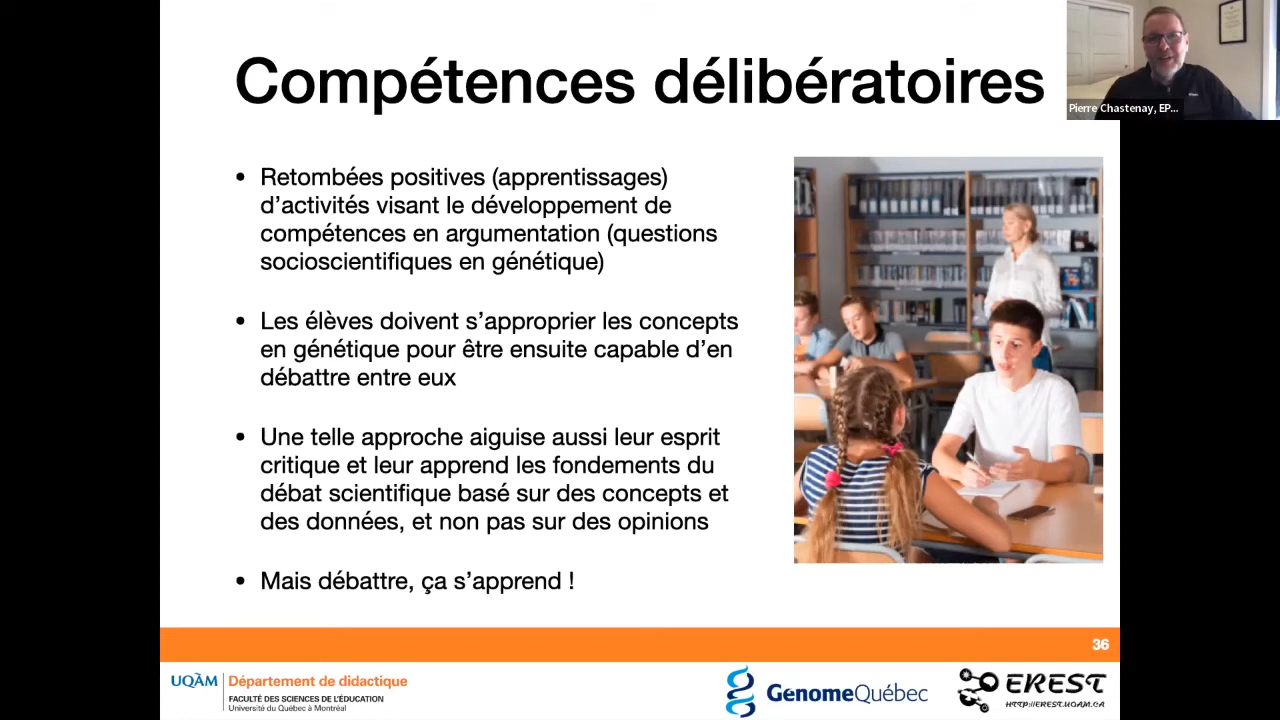 Compétences délibératoires
Pierre Chastenay, EP...
• Retombées positives (apprentissages)
d’activités visant le développement de
compétences en argumentation (questions
socioscientifiques en génétique)
• Les élèves doivent s’approprier les concepts
en génétique pour être ensuite capable d’en
débattre entre eux
• Une telle approche aiguise aussi leur esprit
critique et leur apprend les fondements du
débat scientifique basé sur des concepts et
des données, et non pas sur des opinions
• Mais débattre, ça s’apprend !
36
UQÀM
Département de didactique
FACULTÉ DES SCIENCES DE L’ÉDUCATION
Université du Québec à Montréal
GenomeQuébec
EREST
HTTP://EREST.UQAM.CA